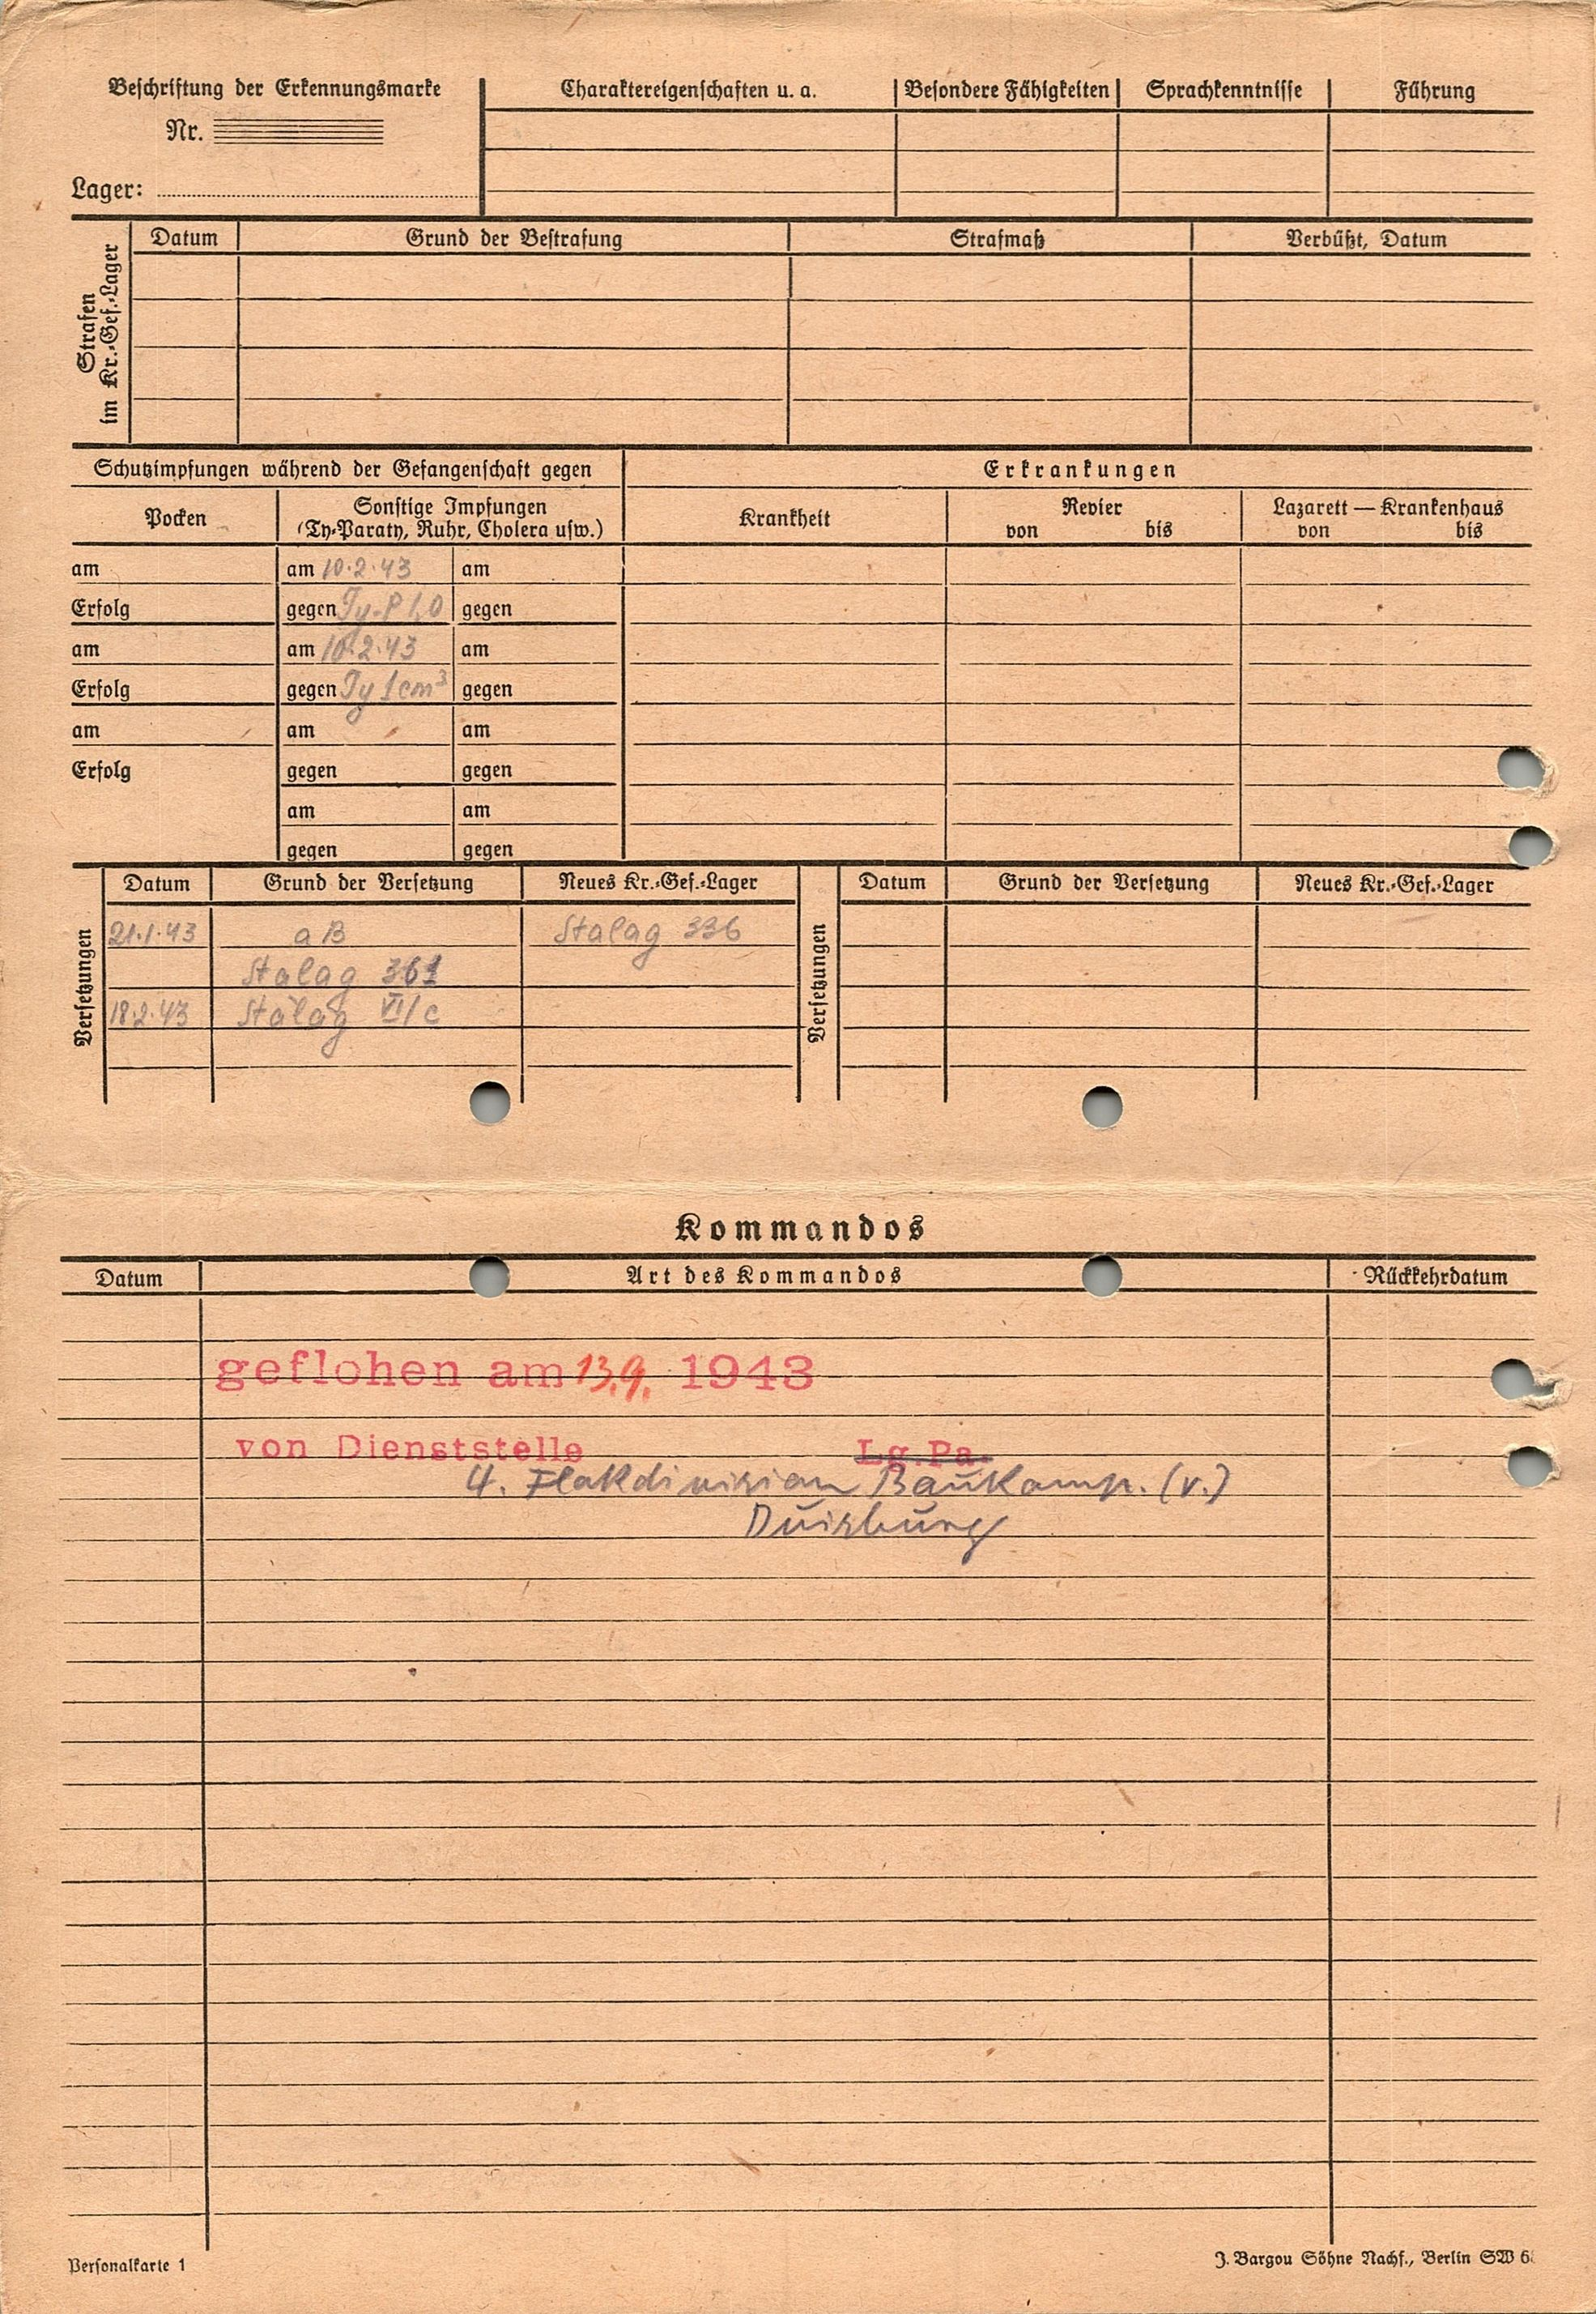 Beschriftung der Erkennungsmarke
Nr.
Lager:
Charaktereigenschaften u. a. Besondere Fähigkeiten Sprachkenntnisse Führung
Strafen
im Kr.-Gef.-Lager
Datum Grund der Bestrafung Strafmaß Verbüßt, Datum
Schutzimpfungen während der Gefangenschaft gegen
Pocken
Sonstige Impfungen
(Ty-Paraty, Ruhr, Cholera usw.)
Erkrankungen
Krankheit
Revier
von bis
Lazarett — Krankenhaus
von bis
am am 10.2.43 am
Erfolg gegen Ty-P 1,0 gegen
am am 10.2.43 am
Erfolg gegen Ty 1 cm³ gegen
am am am
Erfolg gegen gegen
am am
gegen gegen
Versetzungen
Datum Grund der Versetzung Neues Kr.-Gef.-Lager
21.1.43 a B Stalag 336
Stalag 361
18.2.43 Stalag VI/c
Versetzungen
Datum Grund der Versetzung Neues Kr.-Gef.-Lager
Kommandos
Datum Art des Kommandos Rückkehrdatum
geflohen am 13.9. 1943
von Dienststelle Lg.Pa.
4. Flakdivision Baukomp. (v.)
Duisburg
Personalkarte 1
J. Bargou Söhne Nachf., Berlin SW